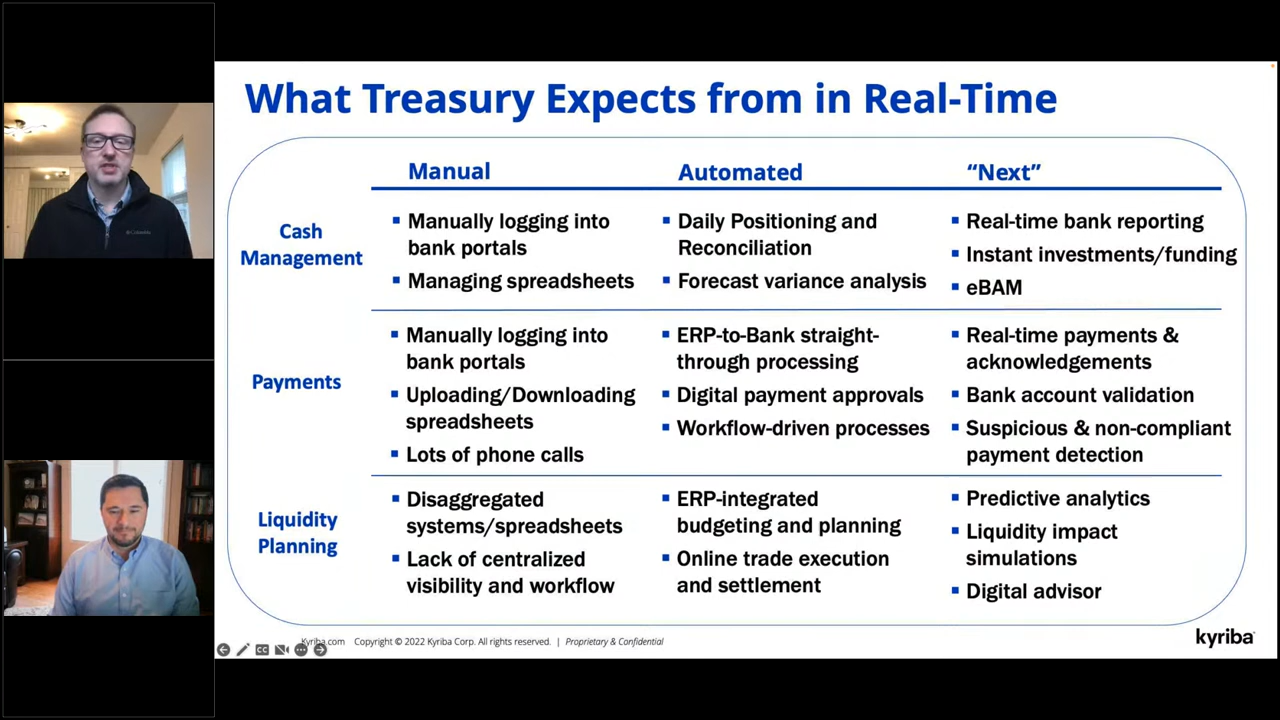 What Treasury Expects from in Real-Time
Manual
Automated
“Next”
Cash
Management
▪ Manually logging into
bank portals
▪ Managing spreadsheets
▪ Daily Positioning and
Reconciliation
▪ Forecast variance analysis
▪ Real-time bank reporting
▪ Instant investments/funding
▪ eBAM
Payments
▪ Manually logging into
bank portals
▪ Uploading/Downloading
spreadsheets
▪ Lots of phone calls
▪ ERP-to-Bank straight-
through processing
▪ Digital payment approvals
▪ Workflow-driven processes
▪ Real-time payments &
acknowledgements
▪ Bank account validation
▪ Suspicious & non-compliant
payment detection
Liquidity
Planning
▪ Disaggregated
systems/spreadsheets
▪ Lack of centralized
visibility and workflow
▪ ERP-integrated
budgeting and planning
▪ Online trade execution
and settlement
▪ Predictive analytics
▪ Liquidity impact
simulations
▪ Digital advisor
Kyriba.com Copyright © 2022 Kyriba Corp. All rights reserved. | Proprietary & Confidential
kyriba
CC
Columbia